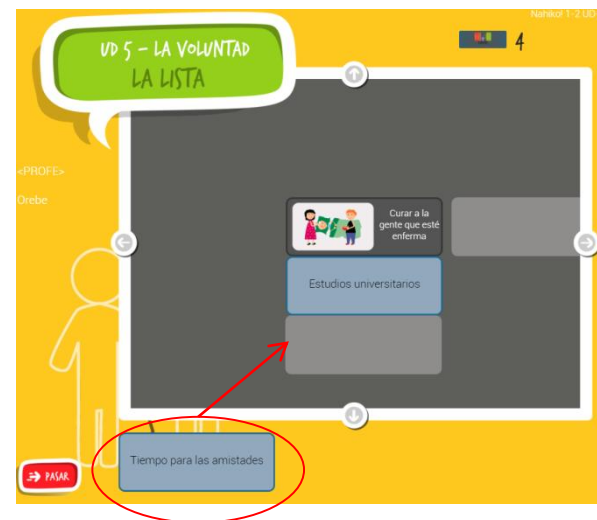 Nahiko! 1-2 UD
UD 5 - LA VOLUNTAD
LA LISTA
4
<PROFE>
Orebe
Curar a la
gente que esté
enferma
Estudios universitarios
Tiempo para las amistades
PASAR